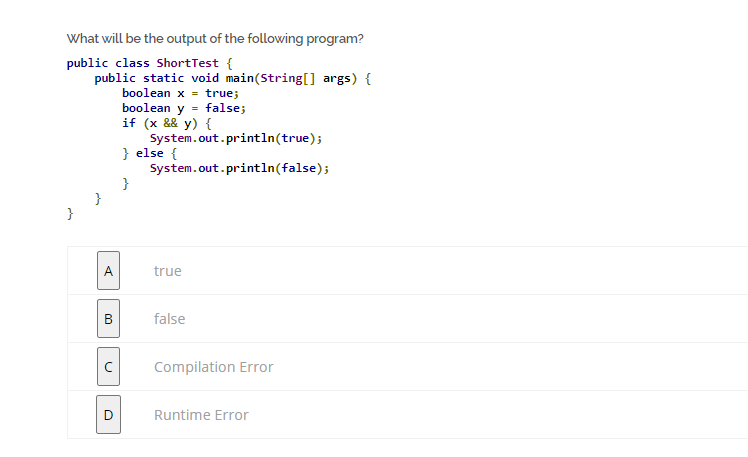 What will be the output of the following program?
public class ShortTest {
public static void main(String[] args) {
boolean x = true;
boolean y = false;
if (x && y) {
System.out.println(true);
} else {
System.out.println(false);
}
}
}
A true
B false
C Compilation Error
D Runtime Error